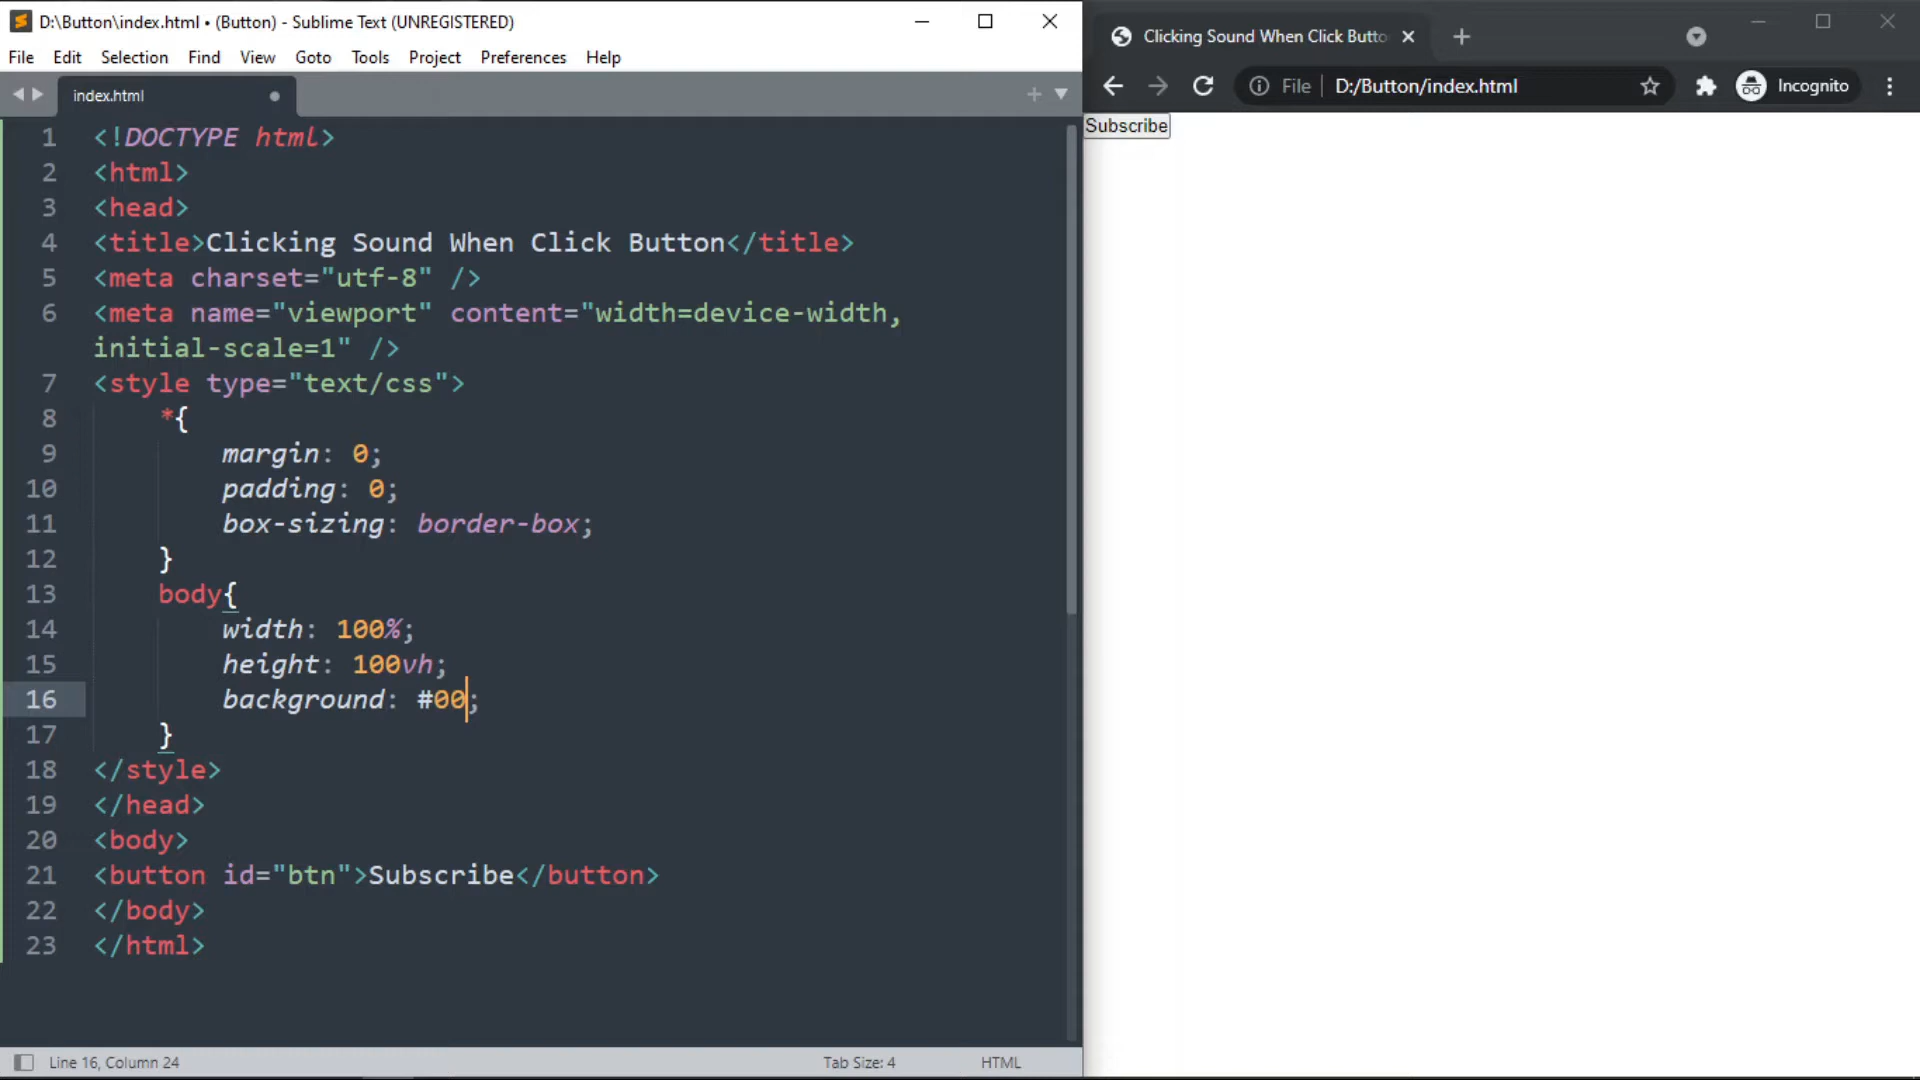 D:\Button\index.html • (Button) - Sublime Text (UNREGISTERED)
File Edit Selection Find View Goto Tools Project Preferences Help
index.html
1 <!DOCTYPE html>
2 <html>
3 <head>
4 <title>Clicking Sound When Click Button</title>
5 <meta charset="utf-8" />
6 <meta name="viewport" content="width=device-width,
initial-scale=1" />
7 <style type="text/css">
8 *{
9 margin: 0;
10 padding: 0;
11 box-sizing: border-box;
12 }
13 body{
14 width: 100%;
15 height: 100vh;
16 background: #00;
17 }
18 </style>
19 </head>
20 <body>
21 <button id="btn">Subscribe</button>
22 </body>
23 </html>
Line 16, Column 24 Tab Size: 4 HTML
Clicking Sound When Click Butto
File D:/Button/index.html Incognito
Subscribe